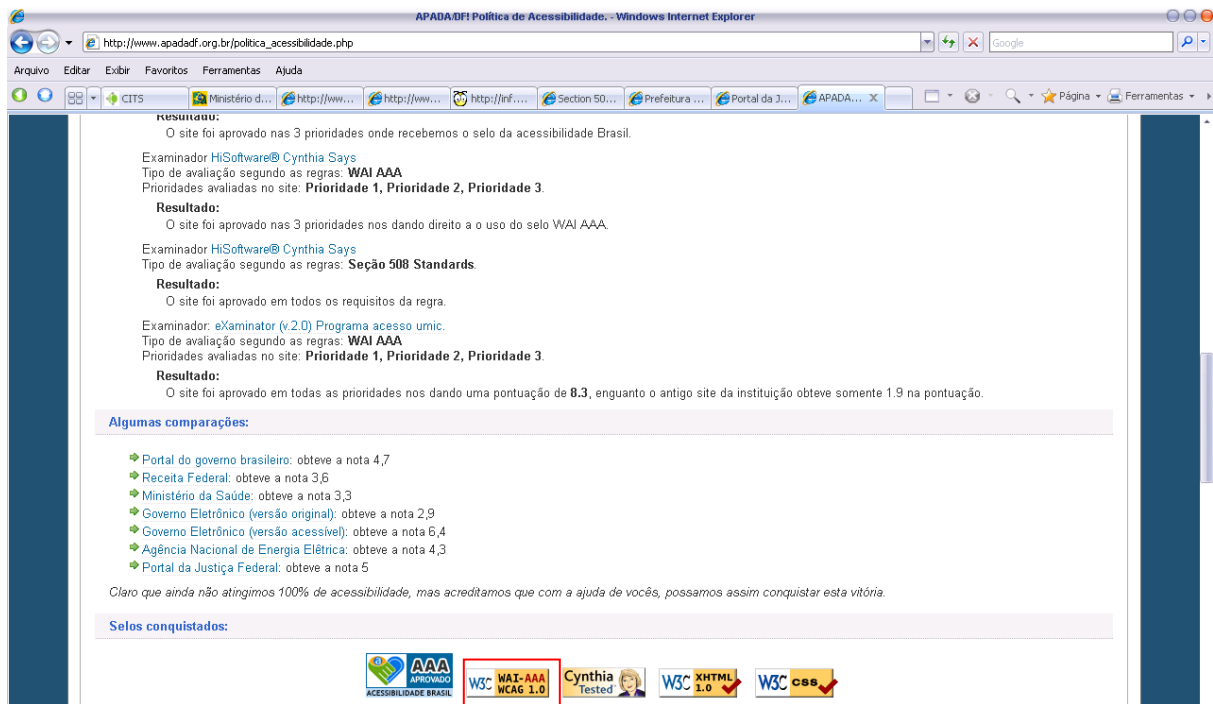 APADA/DF! Política de Acessibilidade. - Windows Internet Explorer
http://www.apadadf.org.br/politica_acessibilidade.php
Google
Arquivo Editar Exibir Favoritos Ferramentas Ajuda
CITS Ministério d... http://ww... http://ww... http://inf.... Section 50... Prefeitura ... Portal da J... APADA... X Página Ferramentas
Resultado:
O site foi aprovado nas 3 prioridades onde recebemos o selo da acessibilidade Brasil.
Examinador HiSoftware® Cynthia Says
Tipo de avaliação segundo as regras: WAI AAA
Prioridades avaliadas no site: Prioridade 1, Prioridade 2, Prioridade 3.
Resultado:
O site foi aprovado nas 3 prioridades nos dando direito a o uso do selo WAI AAA.
Examinador HiSoftware® Cynthia Says
Tipo de avaliação segundo as regras: Seção 508 Standards.
Resultado:
O site foi aprovado em todos os requisitos da regra.
Examinador: eXaminator (v.2.0) Programa acesso umic.
Tipo de avaliação segundo as regras: WAI AAA
Prioridades avaliadas no site: Prioridade 1, Prioridade 2, Prioridade 3.
Resultado:
O site foi aprovado em todas as prioridades nos dando uma pontuação de 8.3, enquanto o antigo site da instituição obteve somente 1.9 na pontuação.
Algumas comparações:
Portal do governo brasileiro: obteve a nota 4,7
Receita Federal: obteve a nota 3,6
Ministério da Saúde: obteve a nota 3,3
Governo Eletrônico (versão original): obteve a nota 2,9
Governo Eletrônico (versão acessível): obteve a nota 6,4
Agência Nacional de Energia Elétrica: obteve a nota 4,3
Portal da Justiça Federal: obteve a nota 5
Claro que ainda não atingimos 100% de acessibilidade, mas acreditamos que com a ajuda de vocês, possamos assim conquistar esta vitória.
Selos conquistados:
AAA
APROVADO
ACESSIBILIDADE BRASIL
W3C WAI-AAA
WCAG 1.0
Cynthia
Tested
W3C XHTML
1.0
W3C css